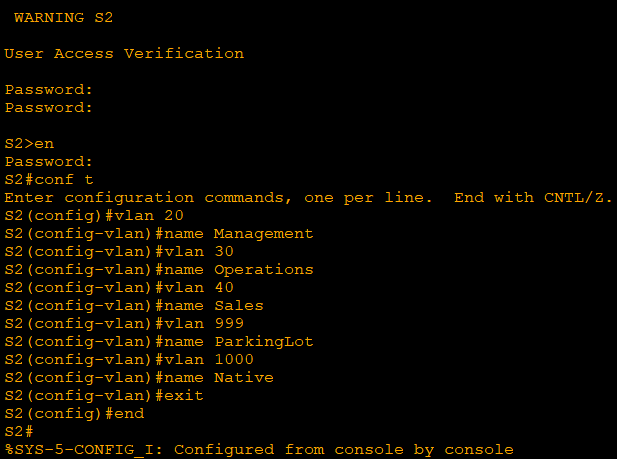 WARNING S2
User Access Verification
Password:
Password:
S2>en
Password:
S2#conf t
Enter configuration commands, one per line.  End with CNTL/Z.
S2(config)#vlan 20
S2(config-vlan)#name Management
S2(config-vlan)#vlan 30
S2(config-vlan)#name Operations
S2(config-vlan)#vlan 40
S2(config-vlan)#name Sales
S2(config-vlan)#vlan 999
S2(config-vlan)#name ParkingLot
S2(config-vlan)#vlan 1000
S2(config-vlan)#name Native
S2(config-vlan)#exit
S2(config)#end
S2#
%SYS-5-CONFIG_I: Configured from console by console